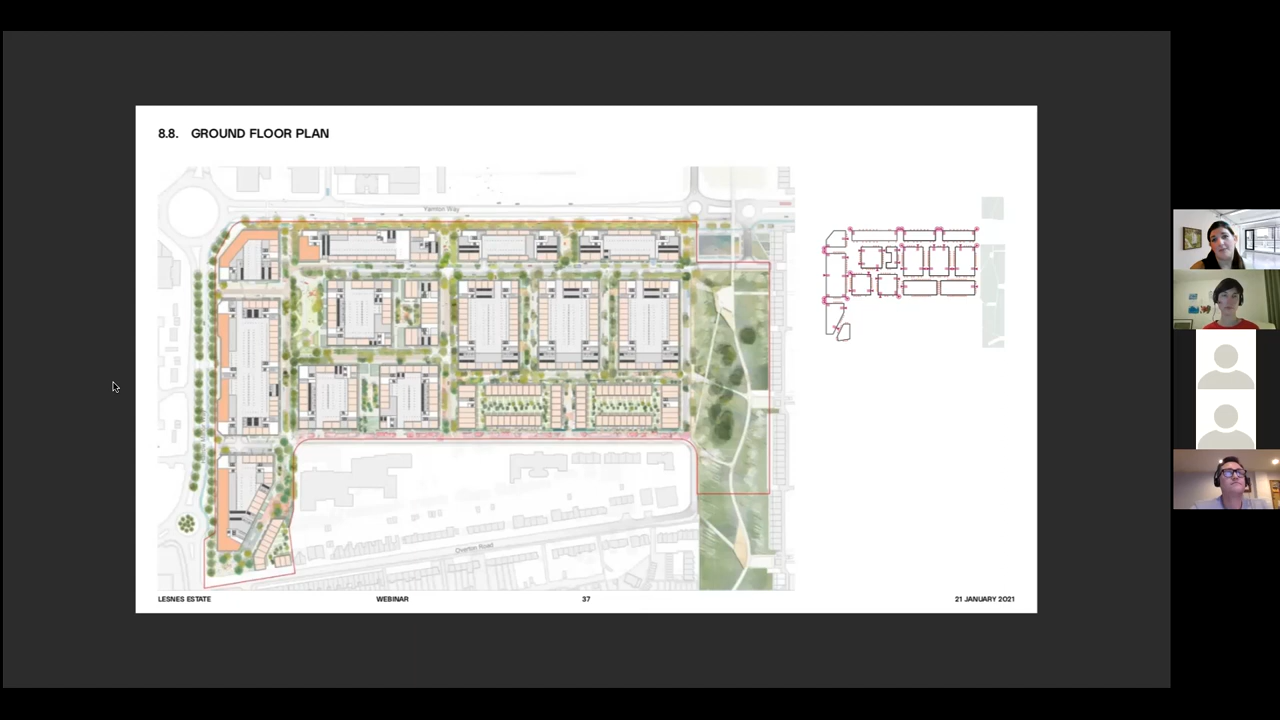 8.8. GROUND FLOOR PLAN
Yarnton Way
Overton Road
LESNES ESTATE WEBINAR 37 21 JANUARY 2021